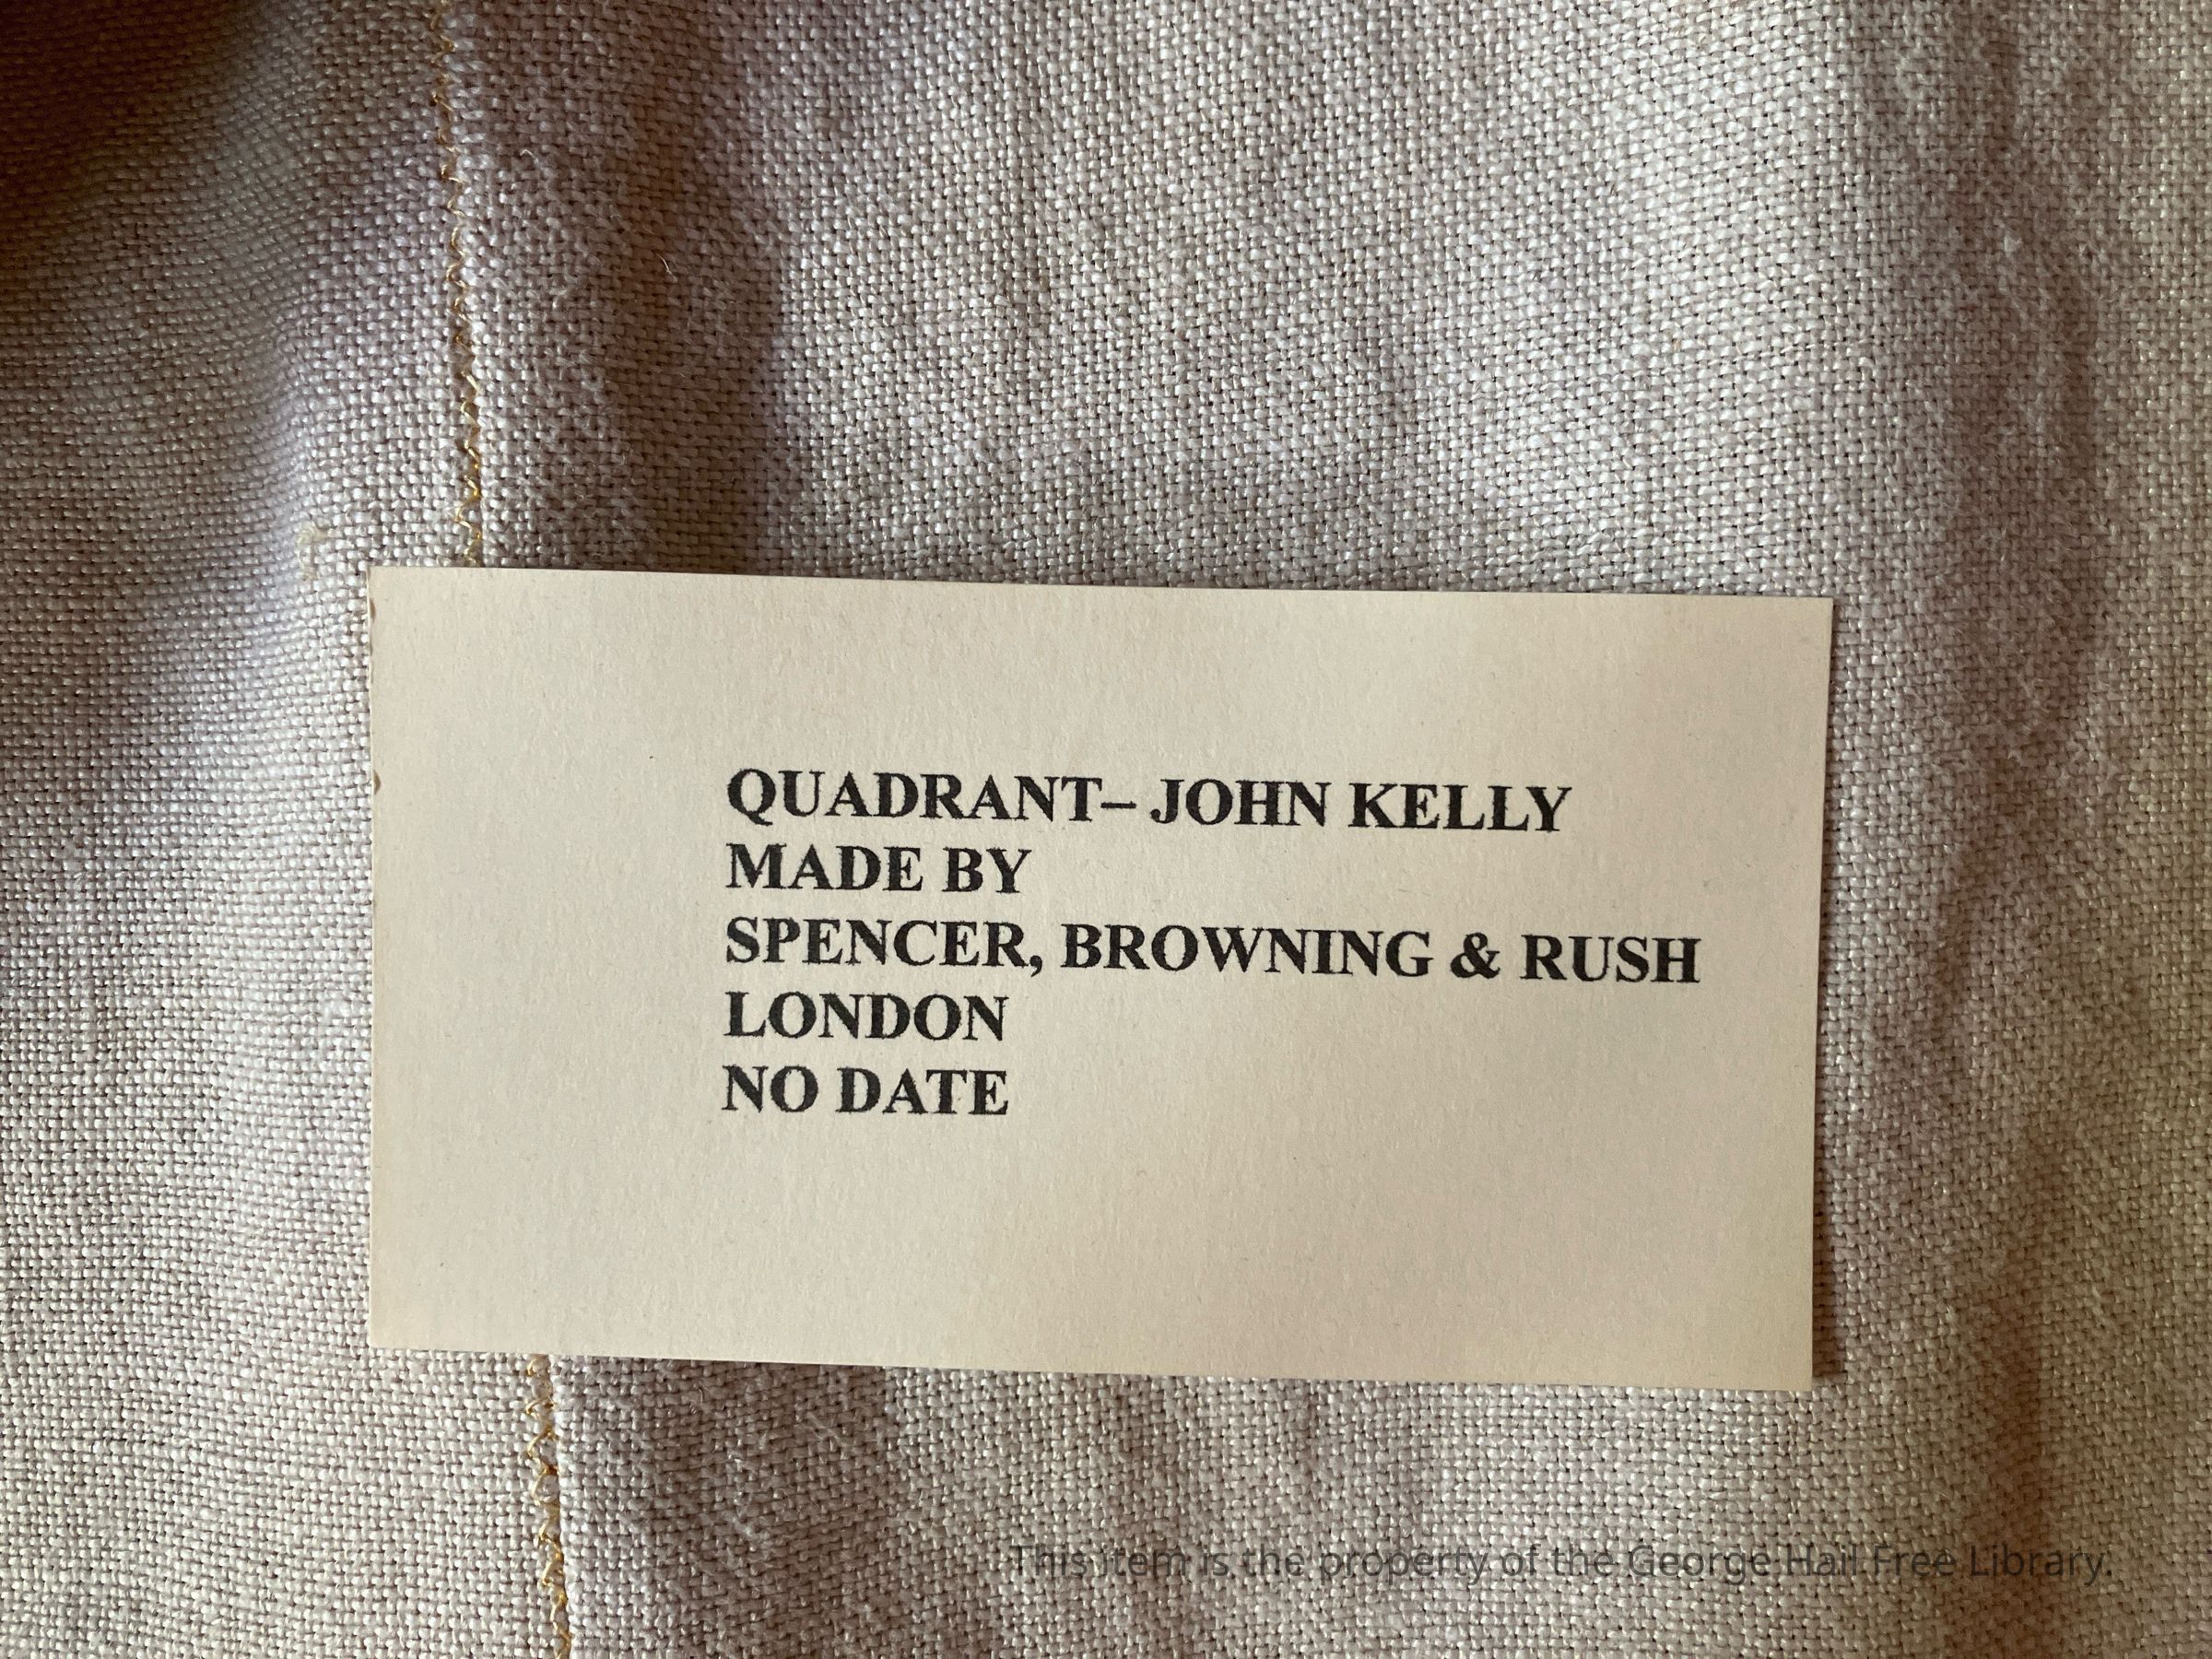 QUADRANT– JOHN KELLY
MADE BY
SPENCER, BROWNING & RUSH
LONDON
NO DATE
This item is the property of the George Hail Free Library.